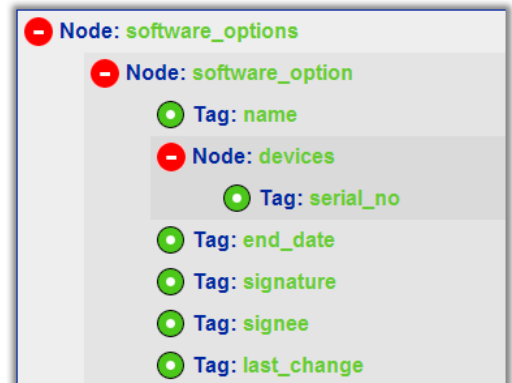 Node: software_options
Node: software_option
Tag: name
Node: devices
Tag: serial_no
Tag: end_date
Tag: signature
Tag: signee
Tag: last_change